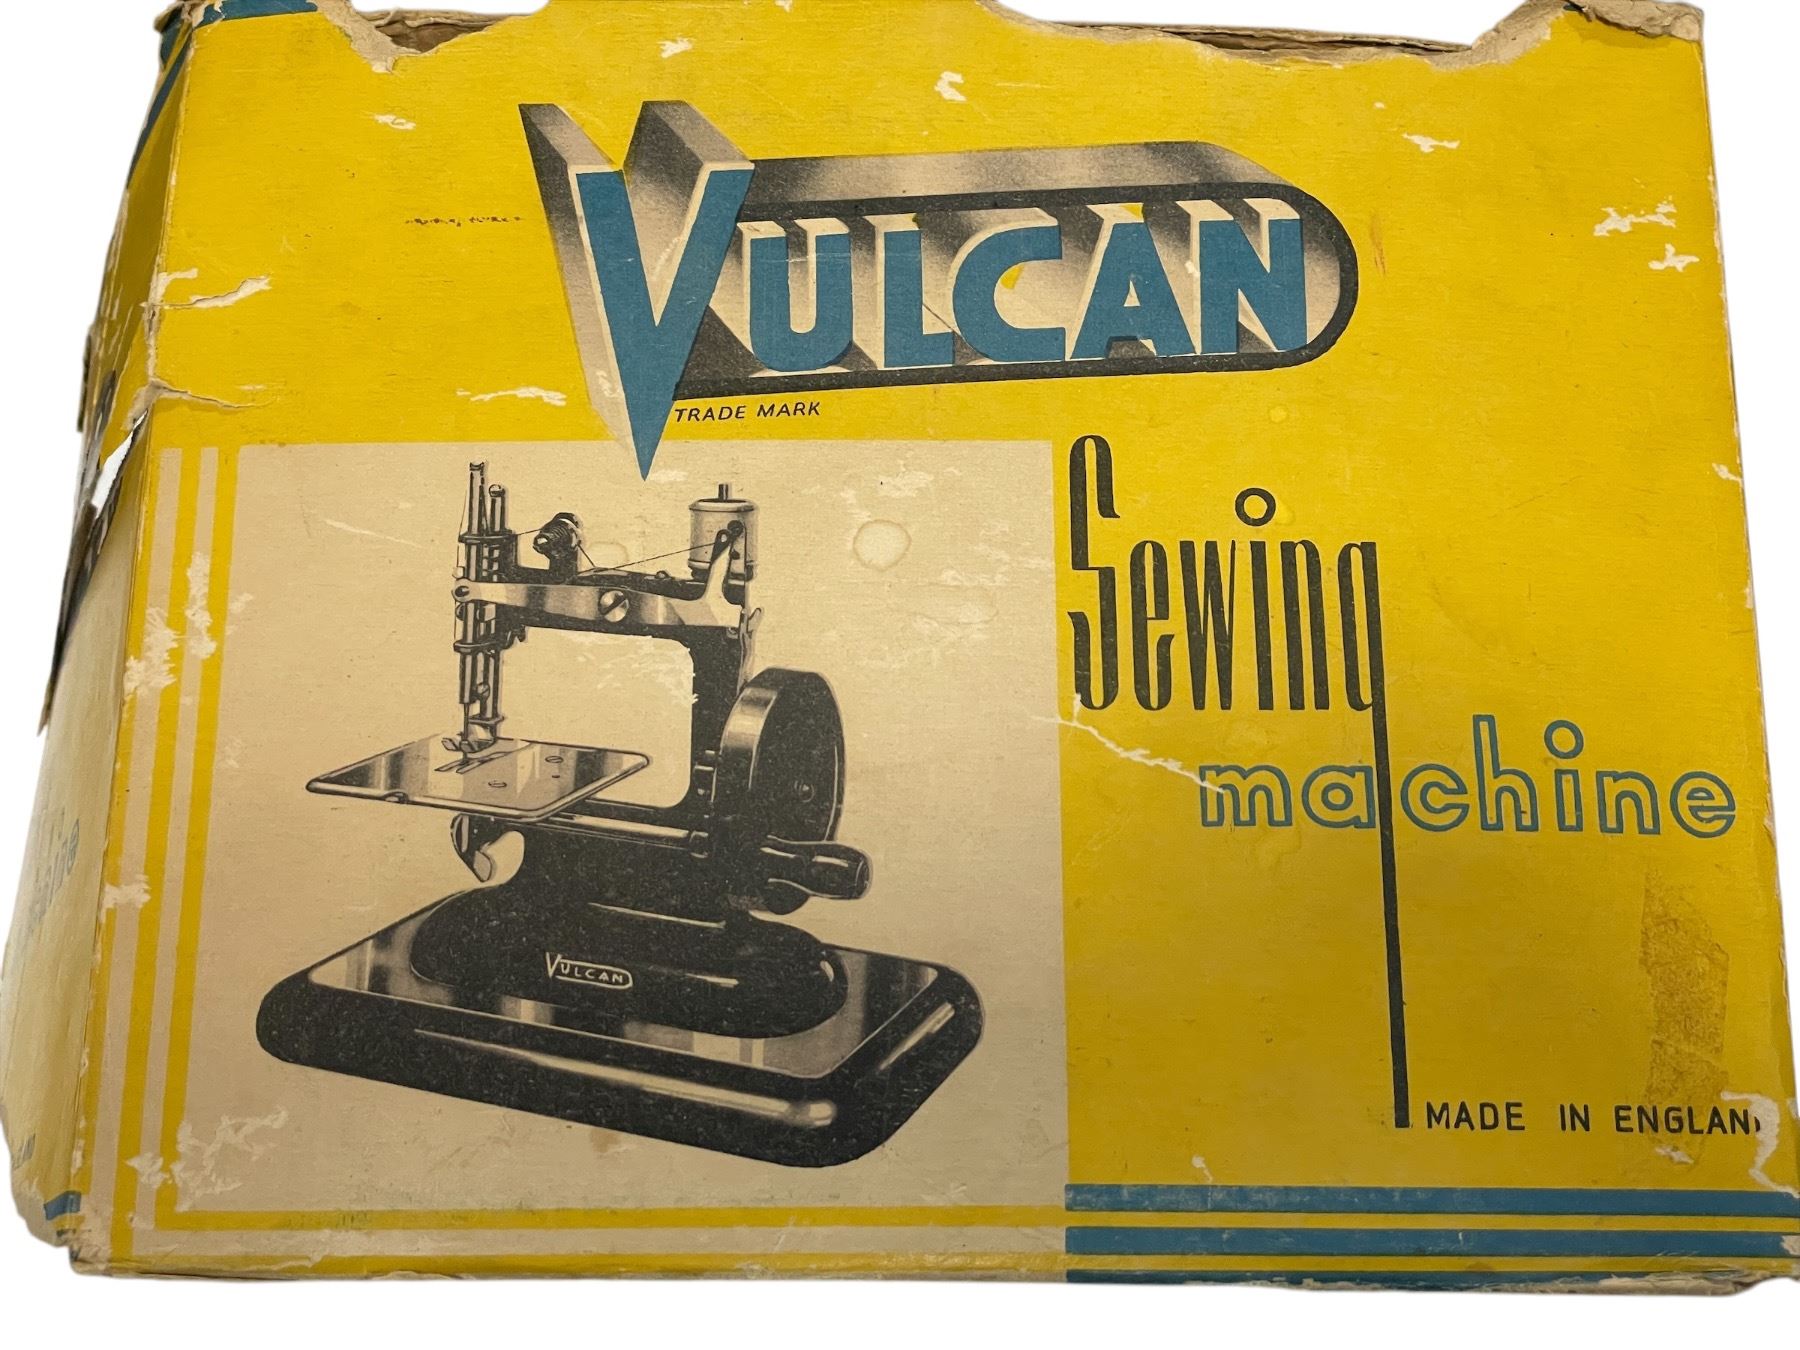 VULCAN
TRADE MARK
Sewing
machine
VULCAN
MADE IN ENGLAND